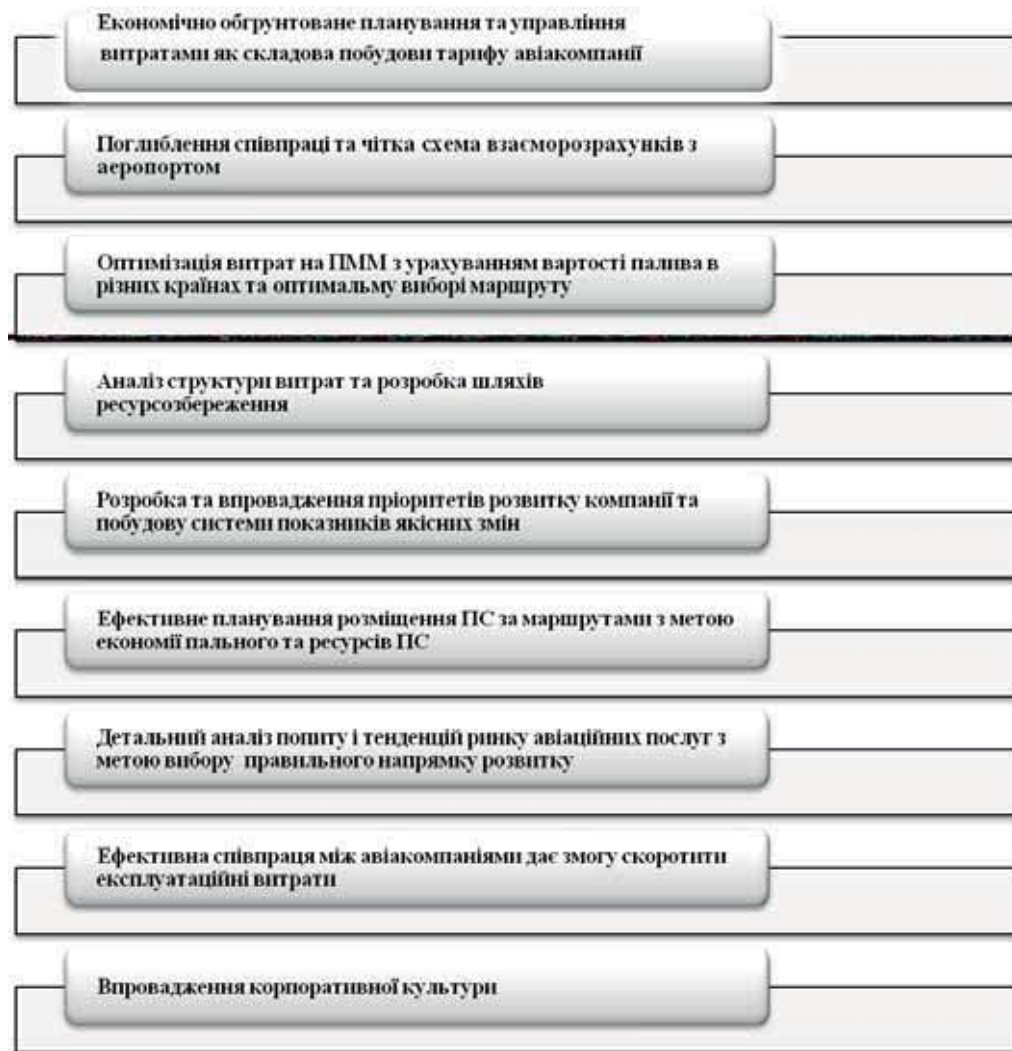 Економічно обгрунтоване планування та управління
витратами як складова побудови тарифу авіакомпанії
Поглиблення співпраці та чітка схема взаєморозрахунків з
аеропортом
Оптимізація витрат на ПММ з урахуванням вартості палива в
різних країнах та оптимальму виборі маршруту
Аналіз структури витрат та розробка шляхів
ресурсозбереження
Розробка та впровадження пріоритетів розвитку компанії та
побудову системи показників якісних змін
Ефективне планування розміщення ПС за маршрутами з метою
економії пального та ресурсів ПС
Детальний аналіз попиту і тенденцій ринку авіаційних послуг з
метою вибору правильного напрямку розвитку
Ефективна співпраця між авіакомпаніями дає змогу скоротити
експлуатаційні витрати
Впровадження корпоративної культури